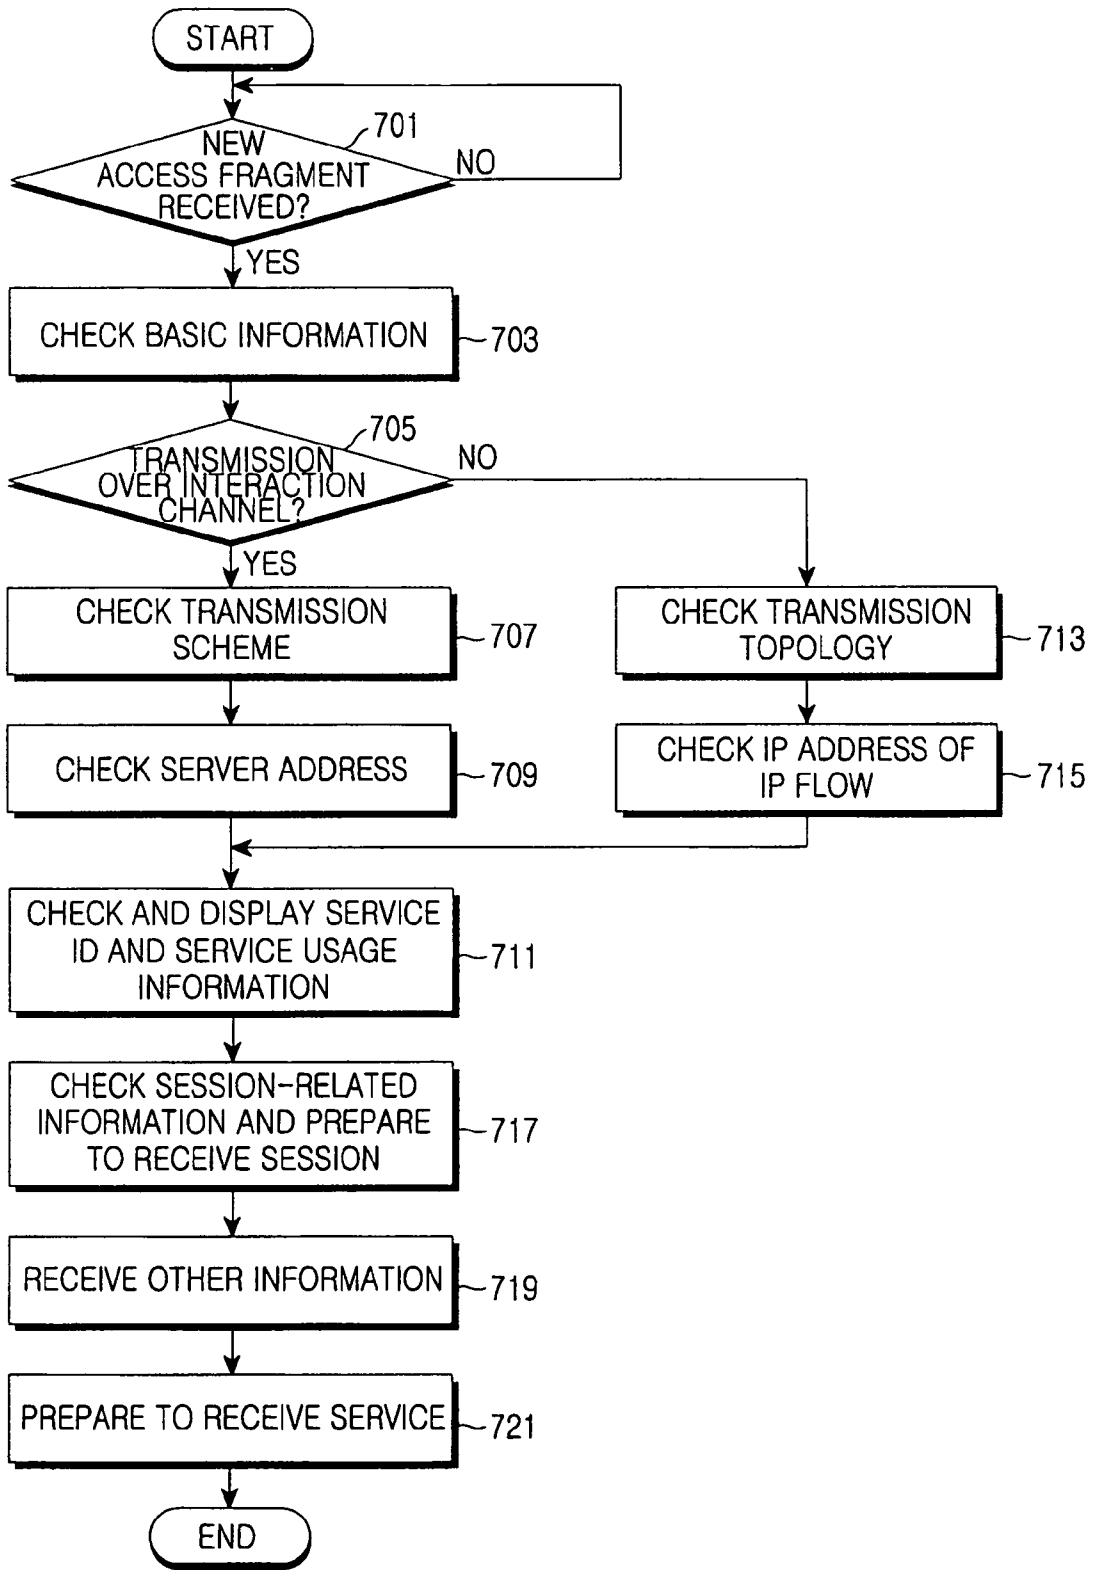 START
701
NEW
ACCESS FRAGMENT
RECEIVED?
NO
YES
CHECK BASIC INFORMATION
703
705
TRANSMISSION
OVER INTERACTION
CHANNEL?
NO
YES
CHECK TRANSMISSION
SCHEME
707
CHECK TRANSMISSION
TOPOLOGY
713
CHECK SERVER ADDRESS
709
CHECK IP ADDRESS OF
IP FLOW
715
CHECK AND DISPLAY SERVICE
ID AND SERVICE USAGE
INFORMATION
711
CHECK SESSION-RELATED
INFORMATION AND PREPARE
TO RECEIVE SESSION
717
RECEIVE OTHER INFORMATION
719
PREPARE TO RECEIVE SERVICE
721
END